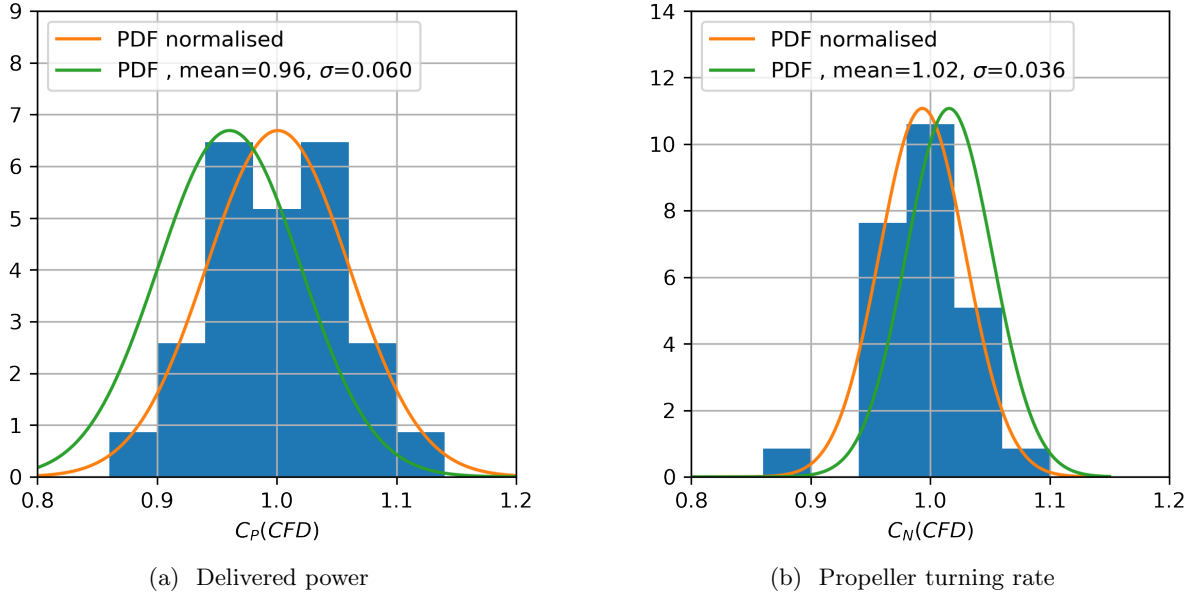 9
8
7
6
5
4
3
2
1
0
0.8 0.9 1.0 1.1 1.2
PDF normalised
PDF , mean=0.96, σ=0.060
C_P(CFD)
(a) Delivered power
14
12
10
8
6
4
2
0
0.8 0.9 1.0 1.1 1.2
PDF normalised
PDF , mean=1.02, σ=0.036
C_N(CFD)
(b) Propeller turning rate